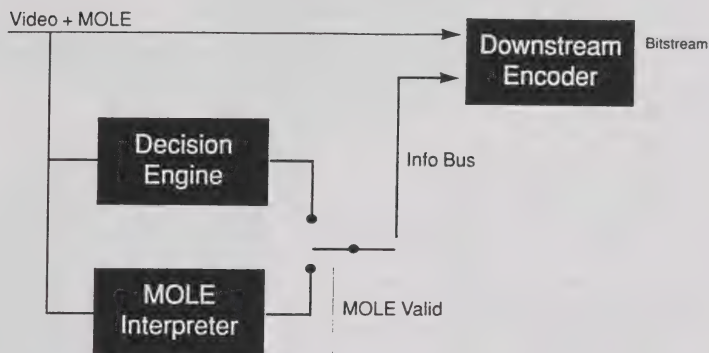 Video + MOLE
Downstream
Encoder
Bitstream
Decision
Engine
Info Bus
MOLE
Interpreter
MOLE Valid